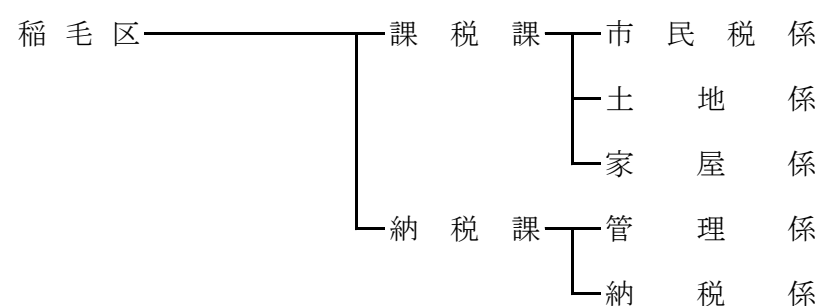 稲毛区 課税課 市民税係
土地係
家屋係
納税課 管理係
納税係